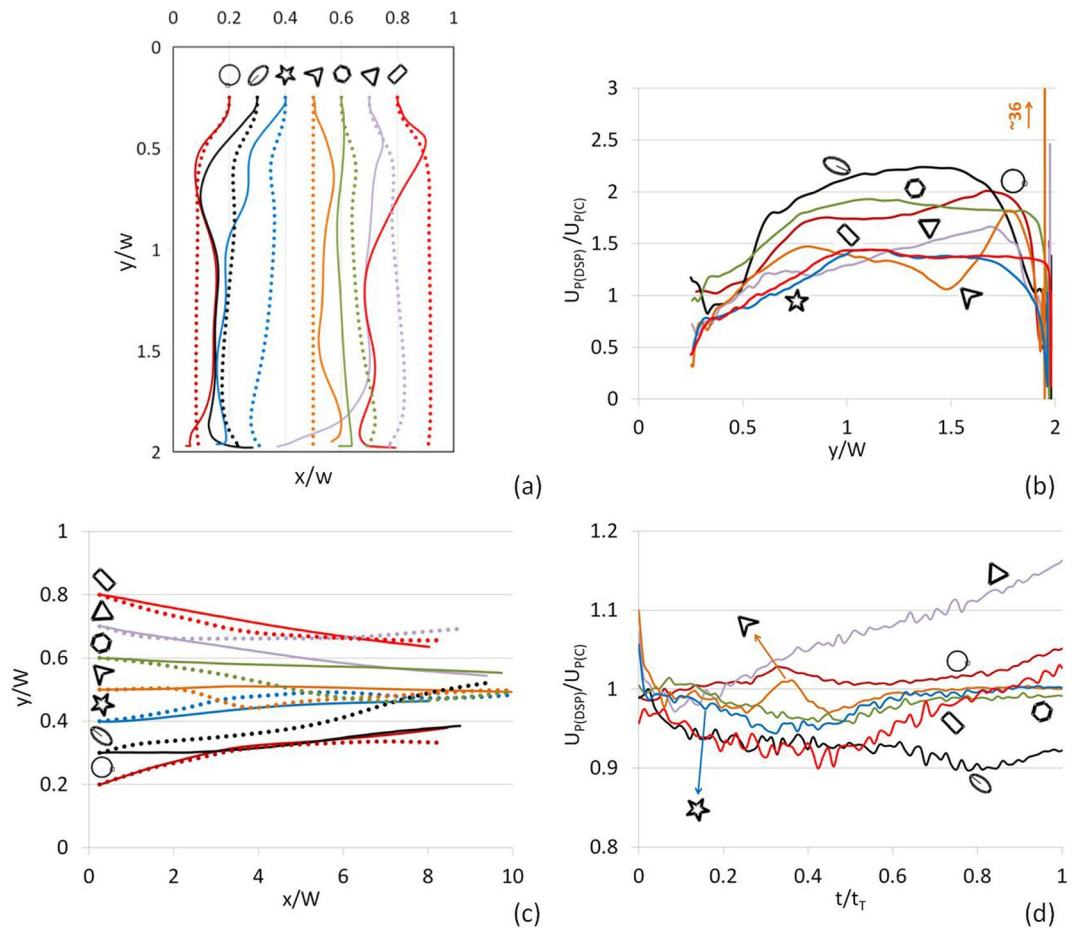 0 0.2 0.4 0.6 0.8 1
0
0.5
1
1.5
2
y/w
x/w
(a)
3
2.5
2
1.5
1
0.5
0
U_P(DSP)/U_P(C)
~36
0 0.5 1 1.5 2
y/W
(b)
1
0.8
0.6
0.4
0.2
0
y/W
0 2 4 6 8 10
x/W
(c)
1.2
1.1
1
0.9
0.8
U_P(DSP)/U_P(C)
0 0.2 0.4 0.6 0.8 1
t/t_T
(d)